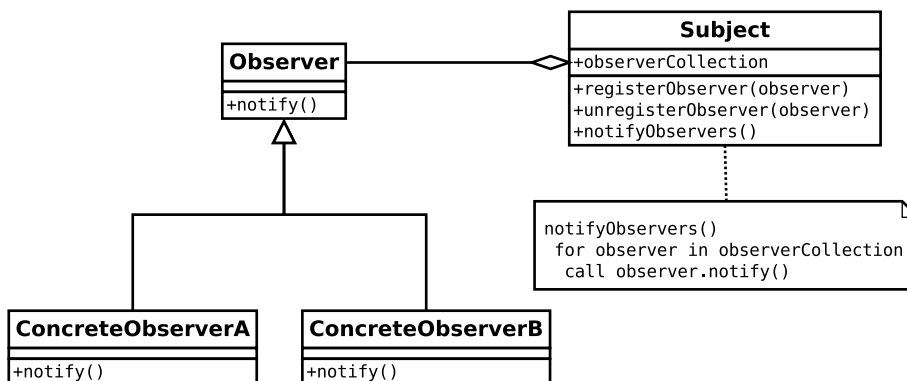 Subject
+observerCollection
+registerObserver(observer)
+unregisterObserver(observer)
+notifyObservers()
Observer
+notify()
notifyObservers()
for observer in observerCollection
call observer.notify()
ConcreteObserverA
+notify()
ConcreteObserverB
+notify()